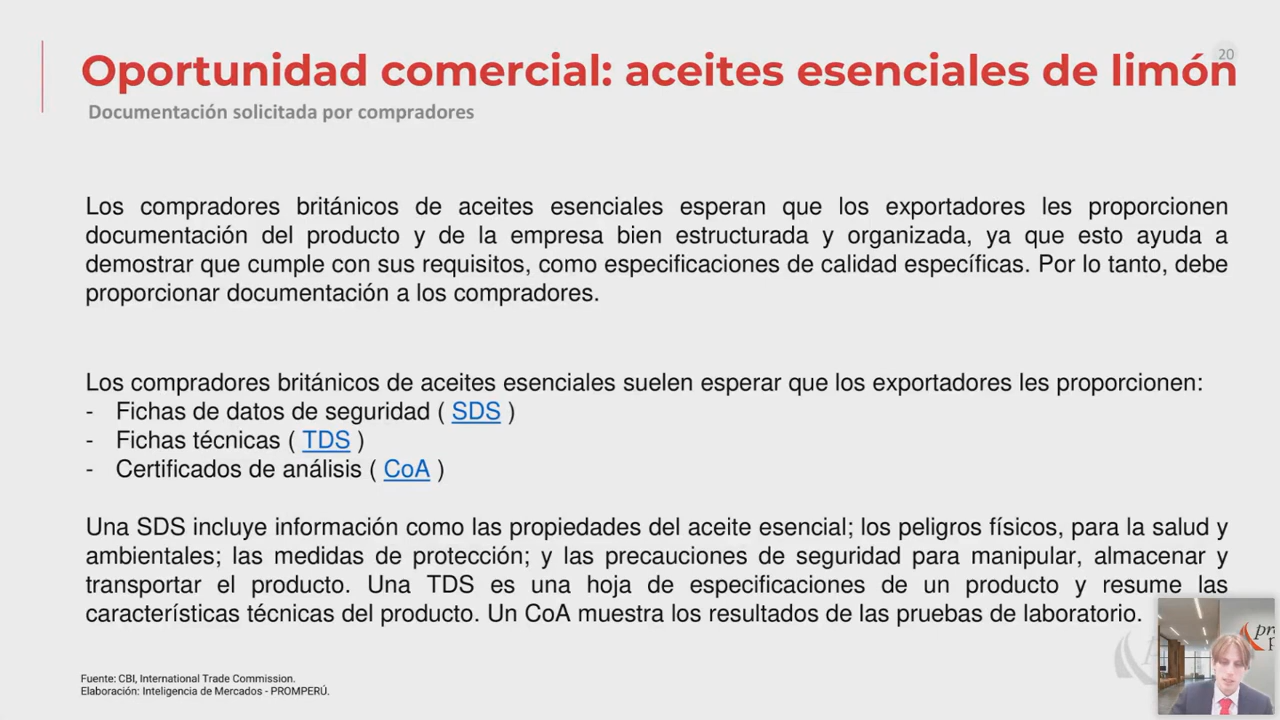 20
Oportunidad comercial: aceites esenciales de limón
Documentación solicitada por compradores
Los compradores británicos de aceites esenciales esperan que los exportadores les proporcionen
documentación del producto y de la empresa bien estructurada y organizada, ya que esto ayuda a
demostrar que cumple con sus requisitos, como especificaciones de calidad específicas. Por lo tanto, debe
proporcionar documentación a los compradores.
Los compradores británicos de aceites esenciales suelen esperar que los exportadores les proporcionen:
- Fichas de datos de seguridad ( SDS )
- Fichas técnicas ( TDS )
- Certificados de análisis ( CoA )
Una SDS incluye información como las propiedades del aceite esencial; los peligros físicos, para la salud y
ambientales; las medidas de protección; y las precauciones de seguridad para manipular, almacenar y
transportar el producto. Una TDS es una hoja de especificaciones de un producto y resume las
características técnicas del producto. Un CoA muestra los resultados de las pruebas de laboratorio.
Fuente: CBI, International Trade Commission.
Elaboración: Inteligencia de Mercados - PROMPERÚ.